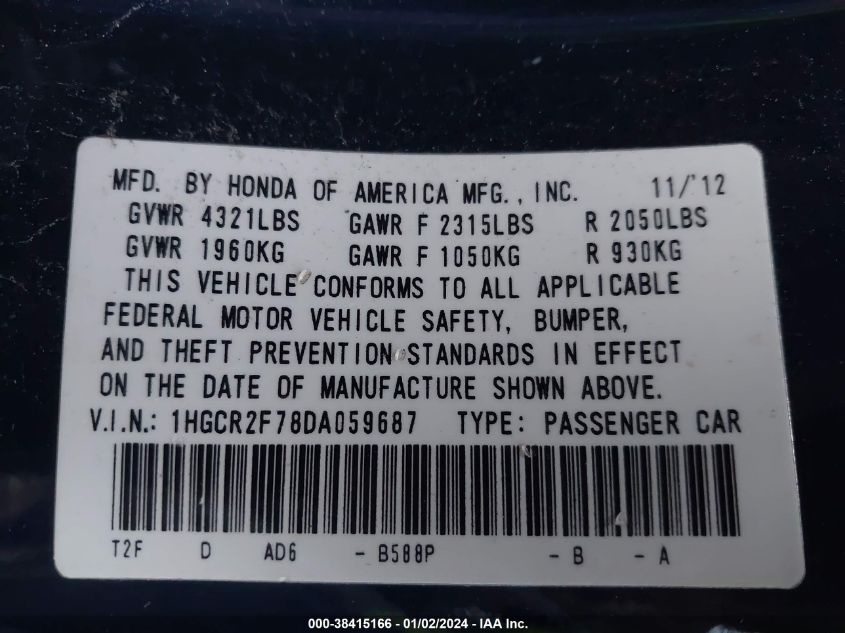 MFD. BY HONDA OF AMERICA MFG., INC. 11/12
GVWR 4321LBS GAWR F 2315LBS R 2050LBS
GVWR 1960KG GAWR F 1050KG R 930KG
THIS VEHICLE CONFORMS TO ALL APPLICABLE
FEDERAL MOTOR VEHICLE SAFETY, BUMPER,
AND THEFT PREVENTION STANDARDS IN EFFECT
ON THE DATE OF MANUFACTURE SHOWN ABOVE.
V.I.N.: 1HGCR2F78DA059687 TYPE: PASSENGER CAR
T2F D AD6 - B588P - B - A
000-38415166 - 01/02/2024 - IAA Inc.